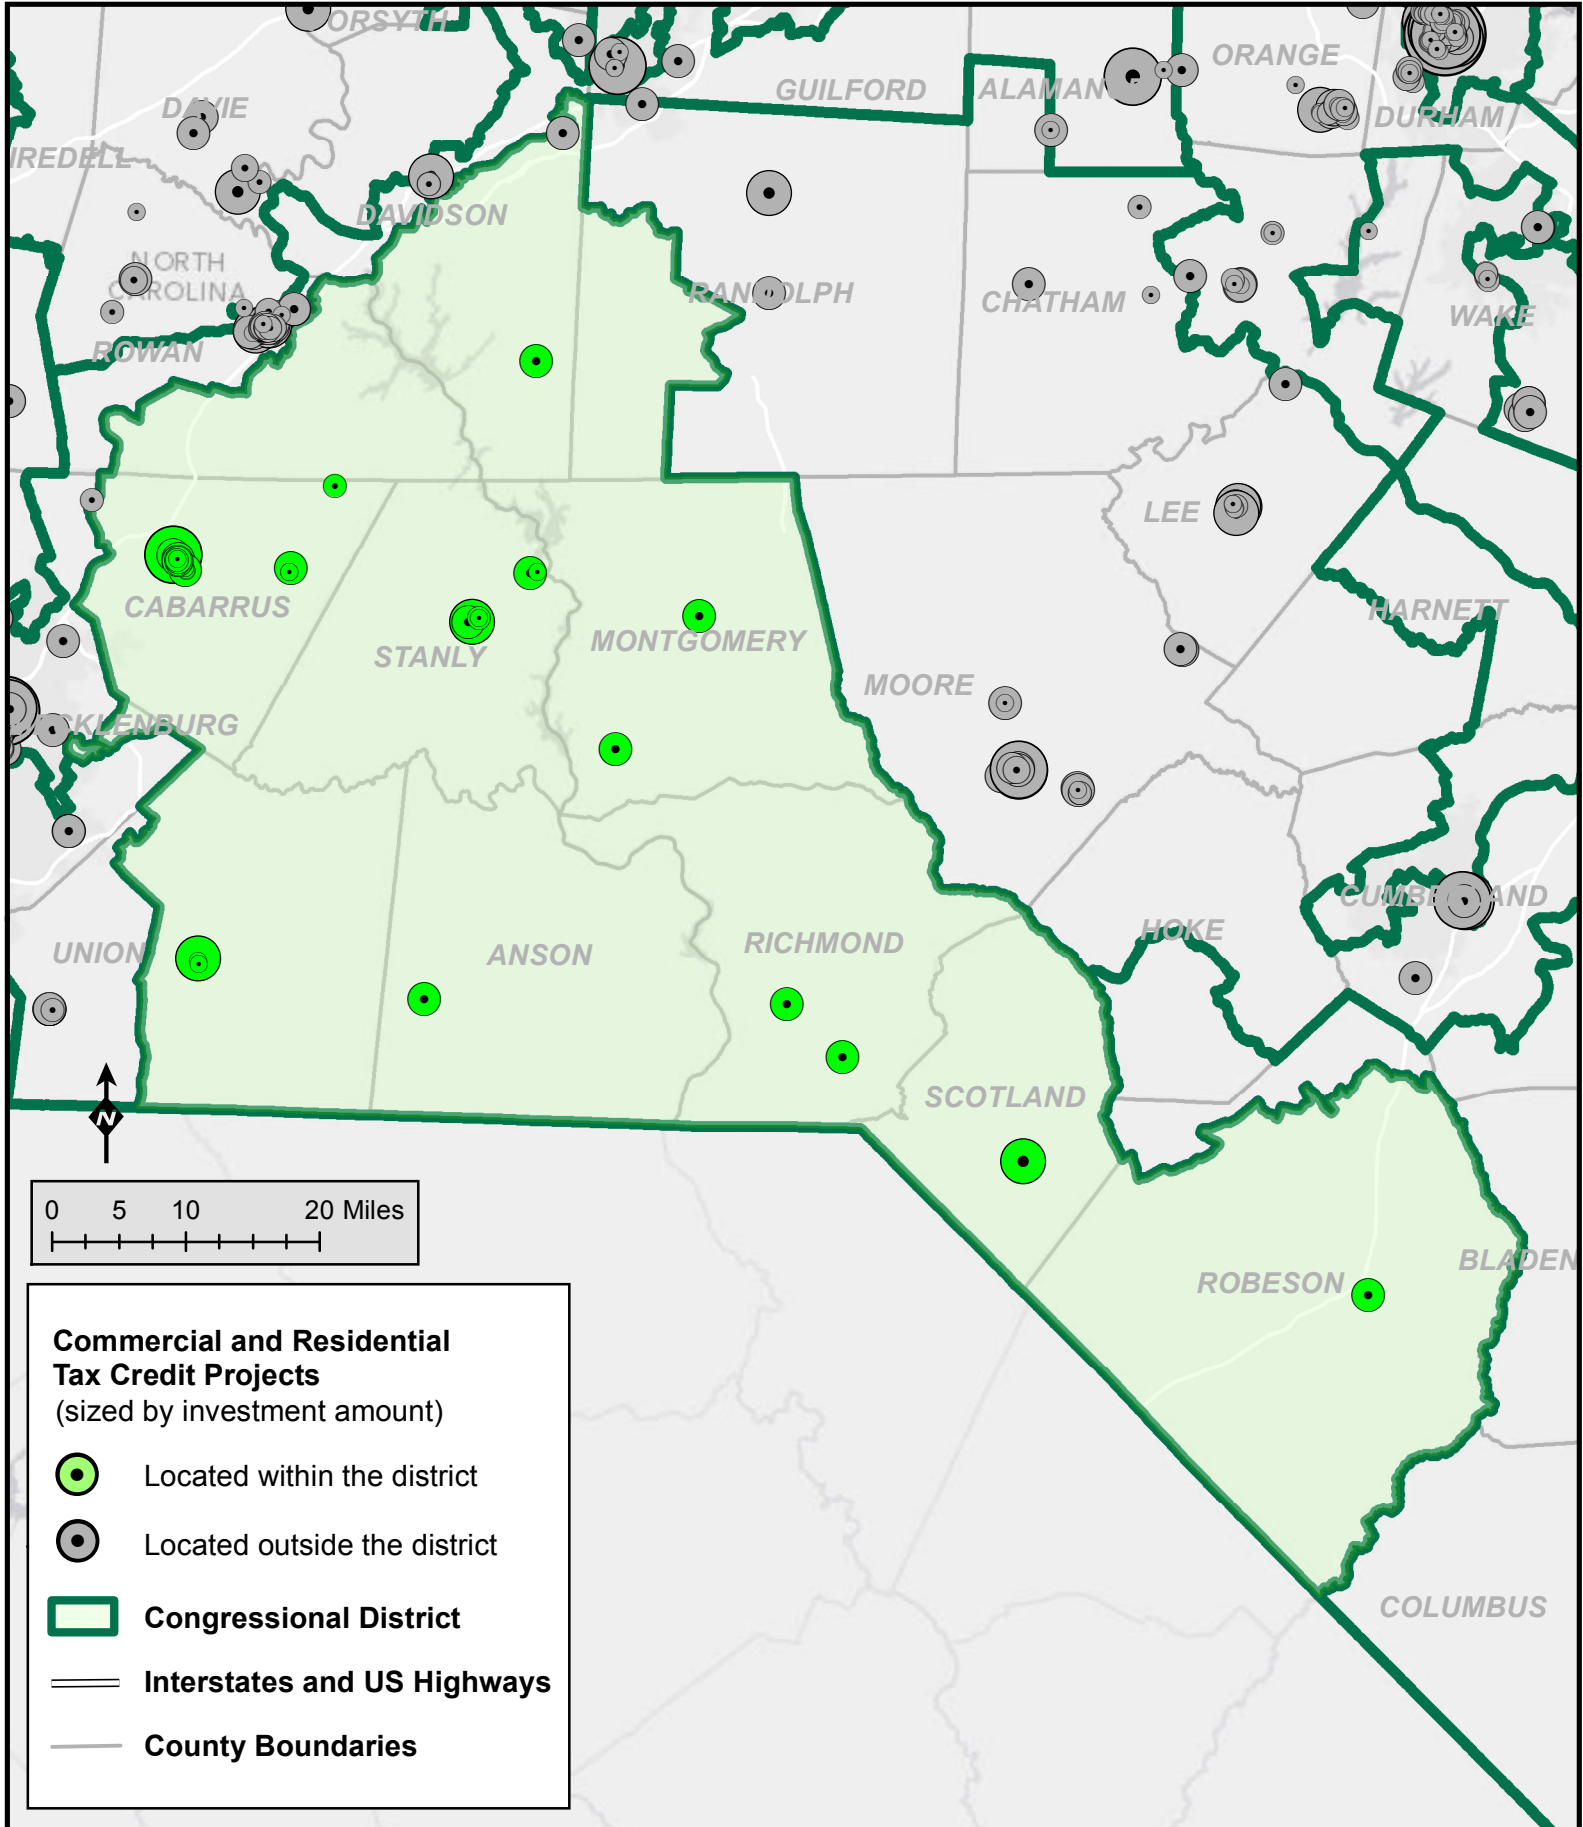 ORSYTH
ORANGE
GUILFORD
ALAMAN
DAVIE
DURHAM
IREDELL
DAVIDSON
NORTH
CAROLINA
RANDOLPH
CHATHAM
WAKE
ROWAN
LEE
CABARRUS
HARNETT
STANLY
MONTGOMERY
MOORE
CKLENBURG
CUMBERLAND
HOKE
UNION
ANSON
RICHMOND
SCOTLAND
N
0 5 10 20 Miles
BLADEN
ROBESON
Commercial and Residential
Tax Credit Projects
(sized by investment amount)
Located within the district
Located outside the district
Congressional District
COLUMBUS
Interstates and US Highways
County Boundaries